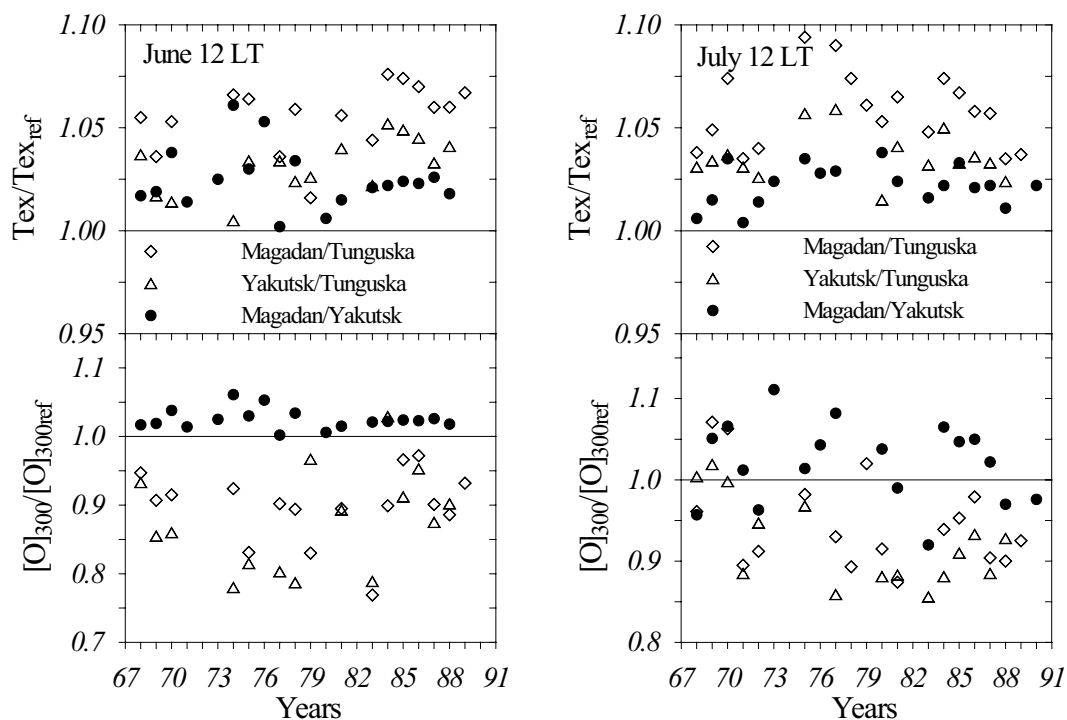 1.10
June 12 LT
1.05
Tex/Tex_ref
1.00
Magadan/Tunguska
Yakutsk/Tunguska
Magadan/Yakutsk
0.95
1.1
1.0
[O]300/[O]300ref
0.9
0.8
0.7
67 70 73 76 79 82 85 88 91
Years
1.10
July 12 LT
1.05
Tex/Tex_ref
1.00
Magadan/Tunguska
Yakutsk/Tunguska
Magadan/Yakutsk
0.95
1.1
1.0
[O]300/[O]300ref
0.9
0.8
67 70 73 76 79 82 85 88 91
Years